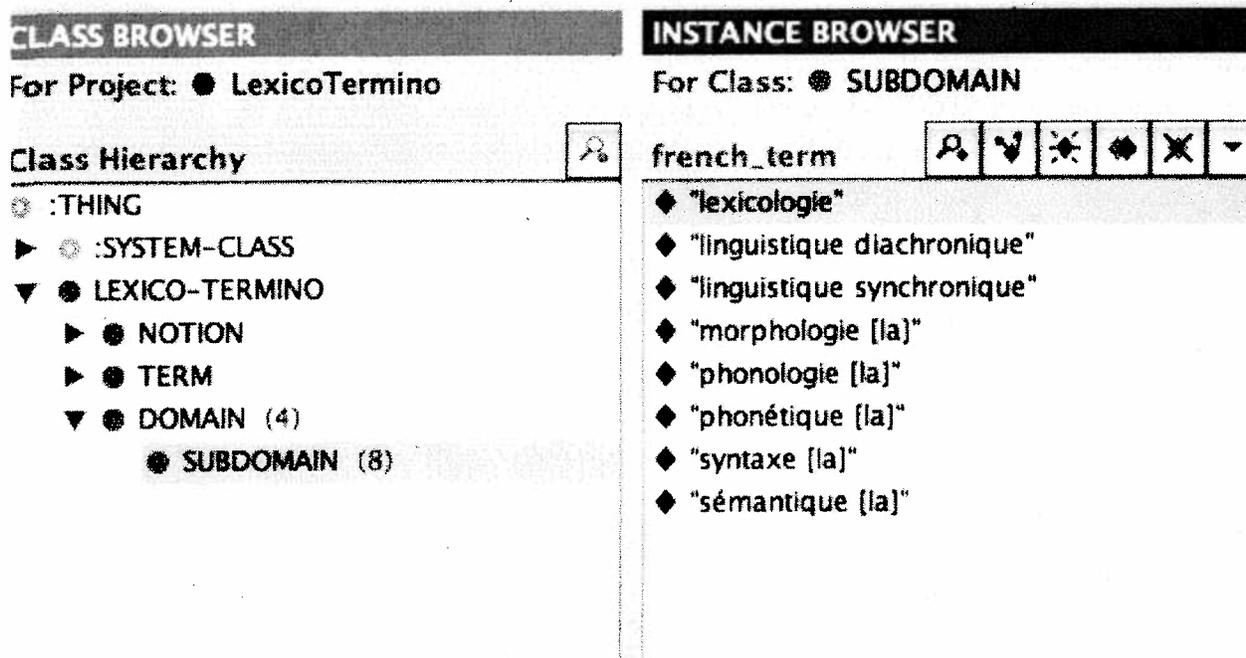 CLASS BROWSER
For Project: LexicoTermino
Class Hierarchy
:THING
:SYSTEM-CLASS
LEXICO-TERMINO
NOTION
TERM
DOMAIN (4)
SUBDOMAIN (8)
INSTANCE BROWSER
For Class: SUBDOMAIN
french_term
"lexicologie"
"linguistique diachronique"
"linguistique synchronique"
"morphologie [la]"
"phonologie [la]"
"phonétique [la]"
"syntaxe [la]"
"sémantique [la]"